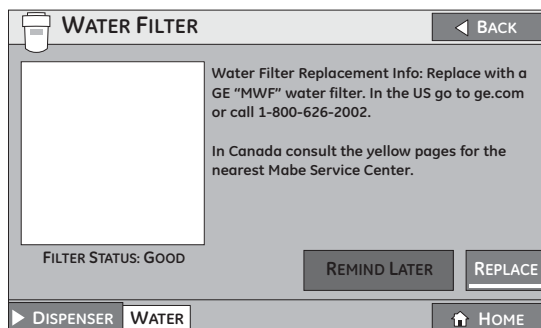 WATER FILTER
BACK
Water Filter Replacement Info: Replace with a
GE “MWF” water filter. In the US go to ge.com
or call 1-800-626-2002.
In Canada consult the yellow pages for the
nearest Mabe Service Center.
FILTER STATUS: GOOD
REMIND LATER
REPLACE
DISPENSER
WATER
HOME